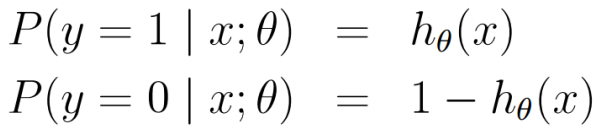 P(y = 1 | x; θ) = h_θ(x)
P(y = 0 | x; θ) = 1 − h_θ(x)